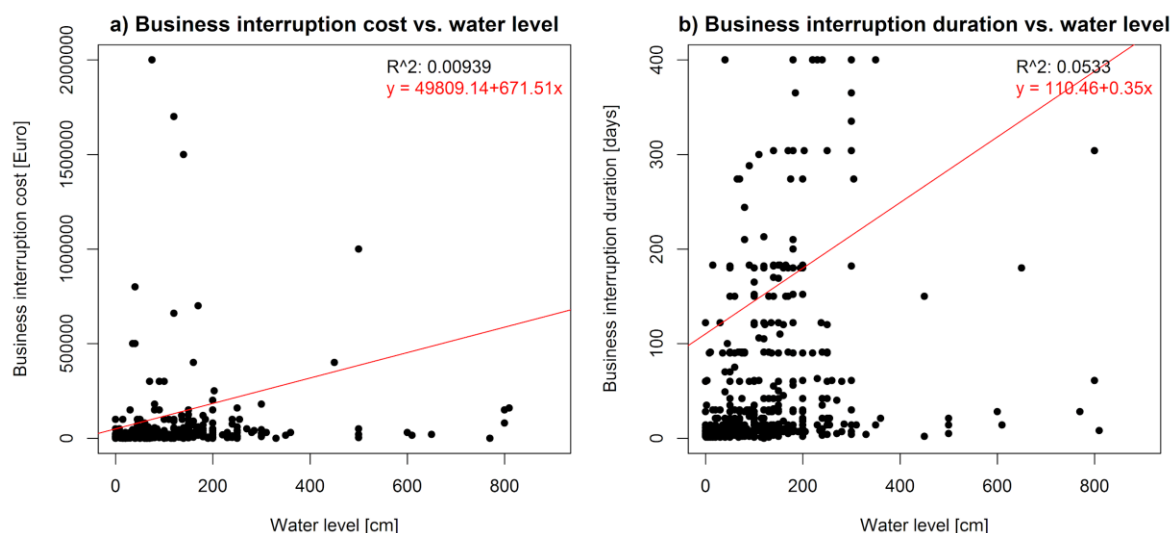 a) Business interruption cost vs. water level
R^2: 0.00939
y = 49809.14+671.51x
Business interruption cost [Euro]
2000000
1500000
1000000
500000
0
0 200 400 600 800
Water level [cm]
b) Business interruption duration vs. water level
R^2: 0.0533
y = 110.46+0.35x
Business interruption duration [days]
400
300
200
100
0
0 200 400 600 800
Water level [cm]